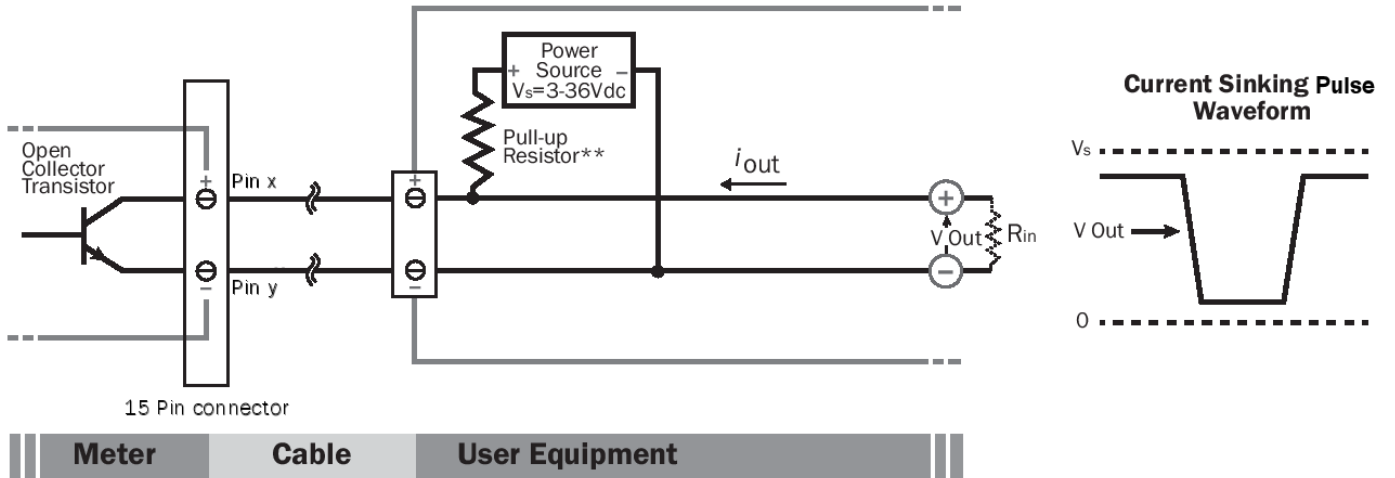 Power
+ Source −
Vs=3-36Vdc
Current Sinking Pulse
Waveform
Open
Collector
Transistor
+
Pin x
+
Pull-up
Resistor**
iout
Vs
+
V Out
Rin
−
V Out
−
Pin y
−
0
15 Pin connector
Meter
Cable
User Equipment